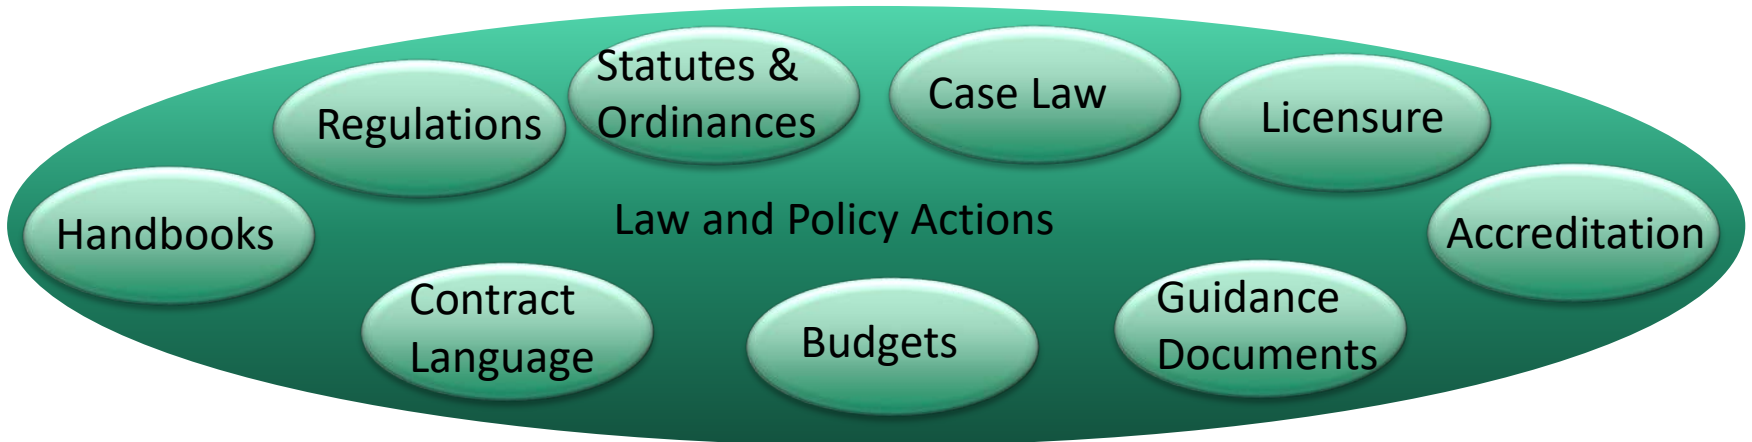 Statutes &
Ordinances
Case Law
Licensure
Regulations
Handbooks
Law and Policy Actions
Accreditation
Contract
Language
Budgets
Guidance
Documents